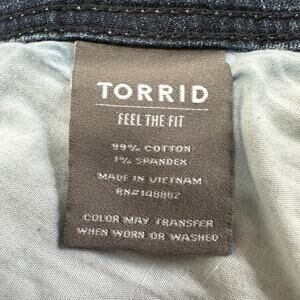 TORRID
FEEL THE FIT
99% COTTON
1% SPANDEX
MADE IN VIETNAM
RN#148862
COLOR MAY TRANSFER
WHEN WORN OR WASHED